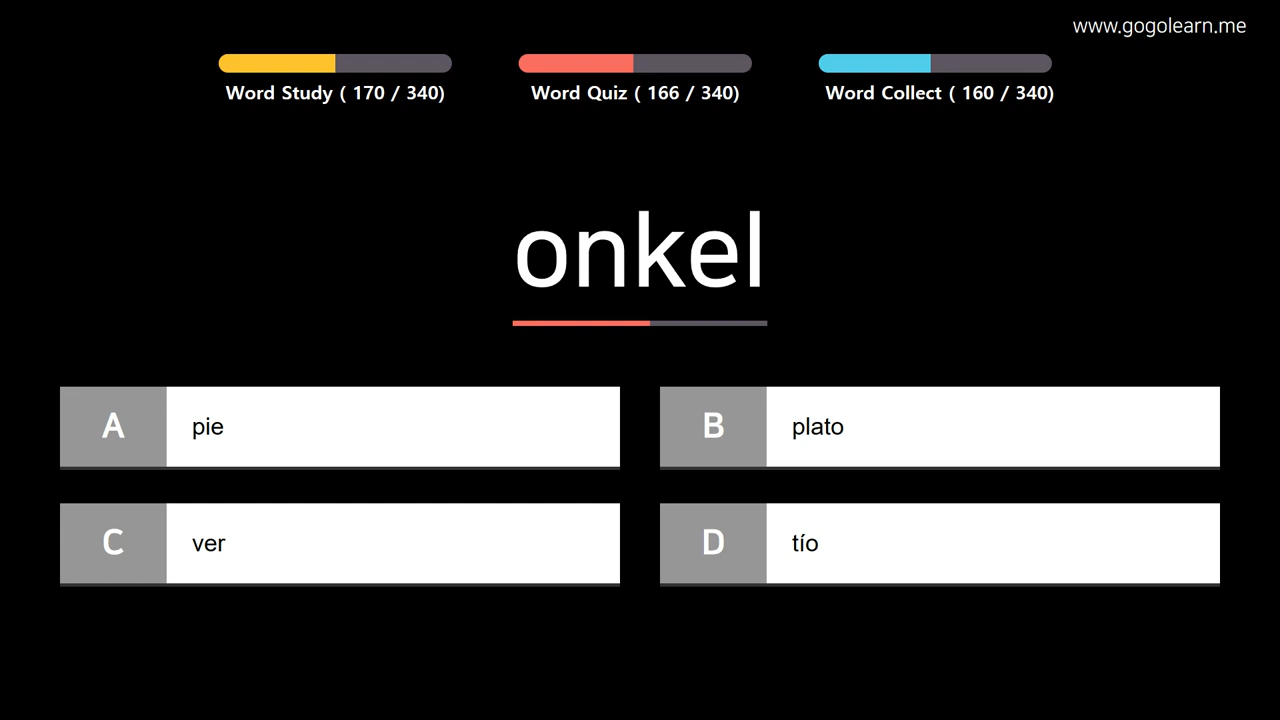 www.gogolearn.me
Word Study ( 170 / 340)
Word Quiz ( 166 / 340)
Word Collect ( 160 / 340)
onkel
A pie
B plato
C ver
D tío